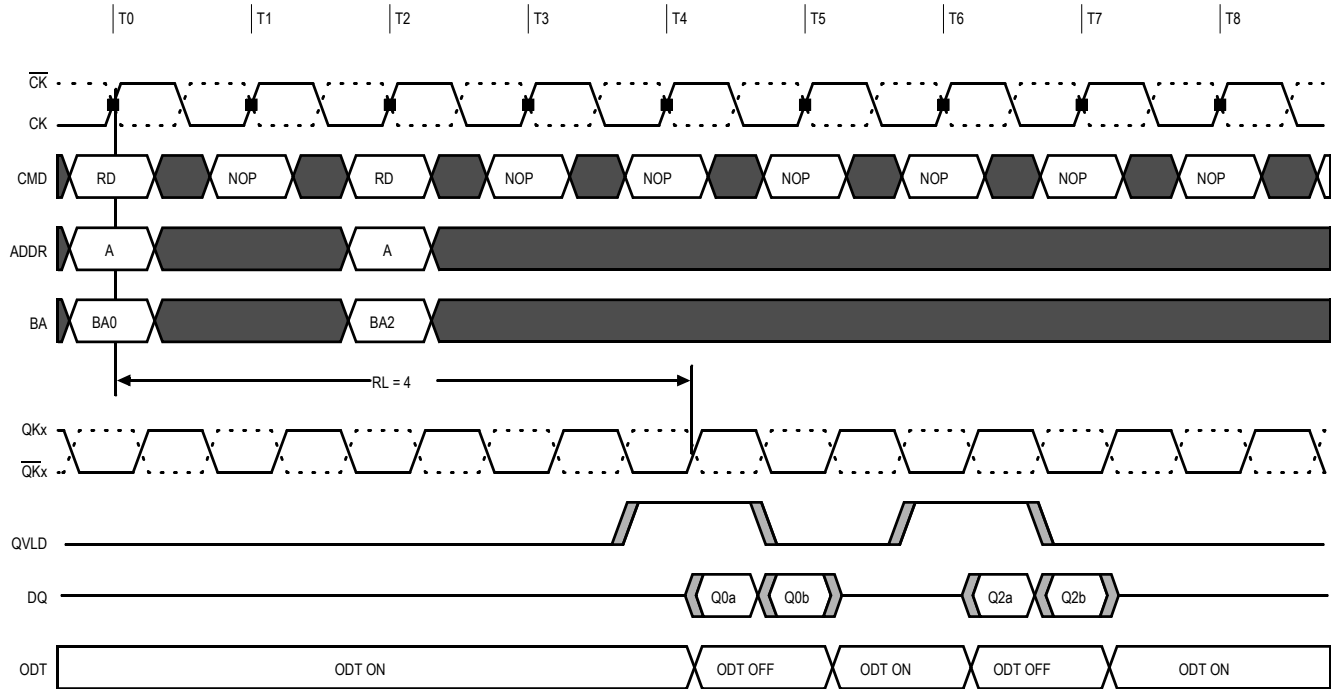 T0 T1 T2 T3 T4 T5 T6 T7 T8
C̅K̅
CK
CMD RD NOP RD NOP NOP NOP NOP NOP NOP
ADDR A A
BA BA0 BA2
RL = 4
QKx
Q̅K̅x
QVLD
DQ Q0a Q0b Q2a Q2b
ODT ODT ON ODT OFF ODT ON ODT OFF ODT ON